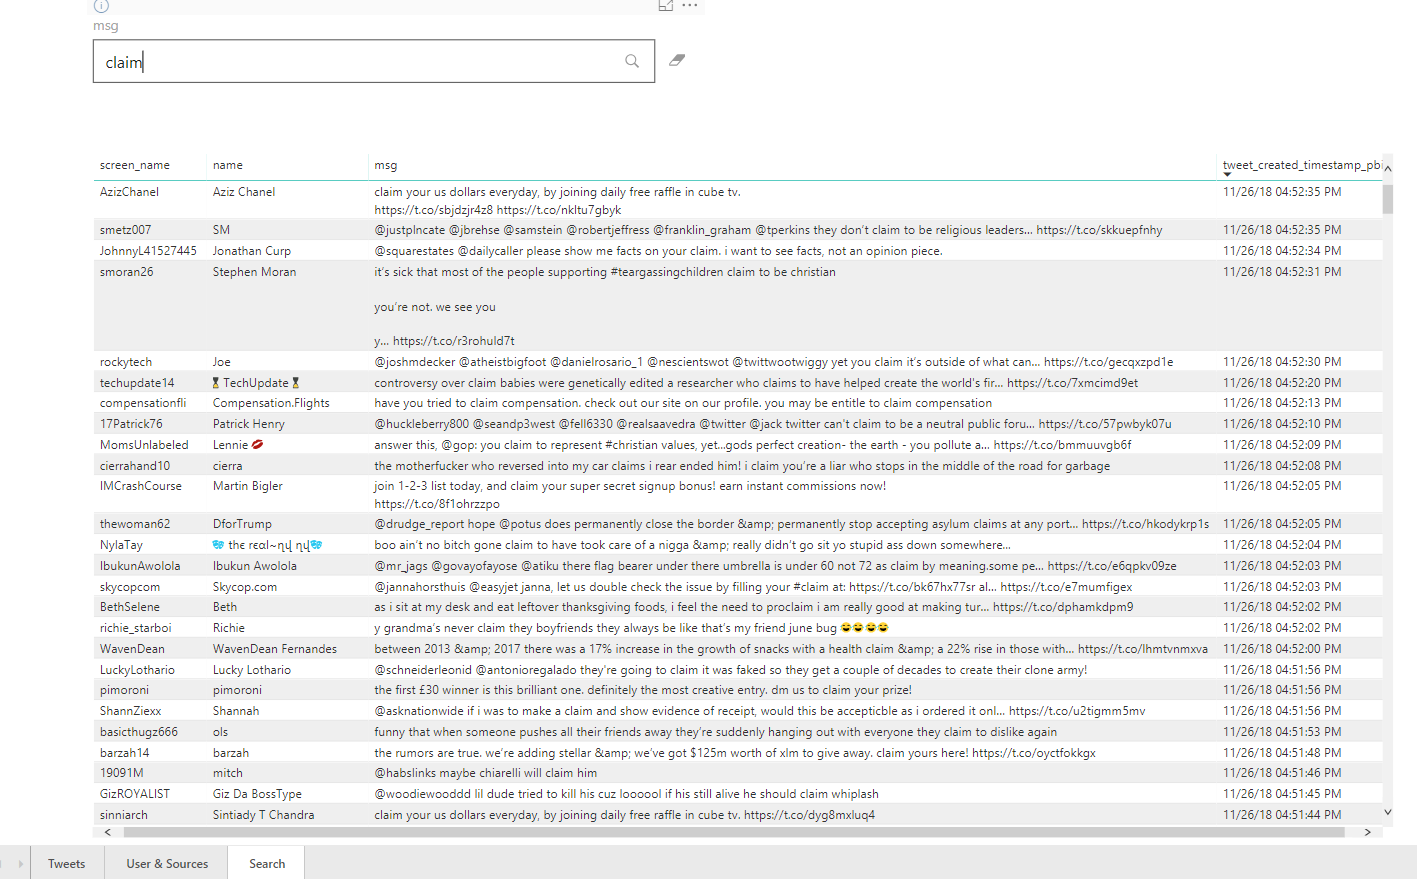 msg
claim
screen_name name msg tweet_created_timestamp_pbi
AzizChanel Aziz Chanel claim your us dollars everyday, by joining daily free raffle in cube tv. 11/26/18 04:52:35 PM
https://t.co/sbjdzjr4z8 https://t.co/nkltu7gbyk
smetz007 SM @justplncate @jbrehse @samstein @robertjeffress @franklin_graham @tperkins they don’t claim to be religious leaders… https://t.co/skkuepfnhy 11/26/18 04:52:35 PM
JohnnyL41527445 Jonathan Curp @squarestates @dailycaller please show me facts on your claim. i want to see facts, not an opinion piece. 11/26/18 04:52:34 PM
smoran26 Stephen Moran it’s sick that most of the people supporting #teargassingchildren claim to be christian 11/26/18 04:52:31 PM
you’re not. we see you
y… https://t.co/r3rohuld7t
rockytech Joe @joshmdecker @atheistbigfoot @danielrosario_1 @nescientswot @twittwootwiggy yet you claim it’s outside of what can… https://t.co/gecqxzpd1e 11/26/18 04:52:30 PM
techupdate14 ⌛ TechUpdate ⌛ controversy over claim babies were genetically edited a researcher who claims to have helped create the world's fir… https://t.co/7xmcimd9et 11/26/18 04:52:20 PM
compensationfli Compensation.Flights have you tried to claim compensation. check out our site on our profile. you may be entitle to claim compensation 11/26/18 04:52:13 PM
17Patrick76 Patrick Henry @huckleberry800 @seandp3west @fell6330 @realsaavedra @twitter @jack twitter can't claim to be a neutral public foru… https://t.co/57pwbyk07u 11/26/18 04:52:10 PM
MomsUnlabeled Lennie 💋 answer this, @gop: you claim to represent #christian values, yet...gods perfect creation- the earth - you pollute a… https://t.co/bmmuuvgb6f 11/26/18 04:52:09 PM
cierrahand10 cierra the motherfucker who reversed into my car claims i rear ended him! i claim you’re a liar who stops in the middle of the road for garbage 11/26/18 04:52:08 PM
IMCrashCourse Martin Bigler join 1-2-3 list today, and claim your super secret signup bonus! earn instant commissions now! 11/26/18 04:52:05 PM
https://t.co/8f1ohrzzpo
thewoman62 DforTrump @drudge_report hope @potus does permanently close the border &amp; permanently stop accepting asylum claims at any port… https://t.co/hkodykrp1s 11/26/18 04:52:05 PM
NylaTay thє rєαl~ղվ ղվ boo ain’t no bitch gone claim to have took care of a nigga &amp; really didn’t go sit yo stupid ass down somewhere... 11/26/18 04:52:04 PM
IbukunAwolola Ibukun Awolola @mr_jags @govayofayose @atiku there flag bearer under there umbrella is under 60 not 72 as claim by meaning.some pe… https://t.co/e6qpkv09ze 11/26/18 04:52:03 PM
skycopcom Skycop.com @jannahorsthuis @easyjet janna, let us double check the issue by filling your #claim at: https://t.co/bk67hx77sr al… https://t.co/e7mumfigex 11/26/18 04:52:03 PM
BethSelene Beth as i sit at my desk and eat leftover thanksgiving foods, i feel the need to proclaim i am really good at making tur… https://t.co/dphamkdpm9 11/26/18 04:52:02 PM
richie_starboi Richie y grandma’s never claim they boyfriends they always be like that’s my friend june bug 😂😂😂😂 11/26/18 04:52:02 PM
WavenDean WavenDean Fernandes between 2013 &amp; 2017 there was a 17% increase in the growth of snacks with a health claim &amp; a 22% rise in those with… https://t.co/lhmtvnmxva 11/26/18 04:52:00 PM
LuckyLothario Lucky Lothario @schneiderleonid @antonioregalado they're going to claim it was faked so they get a couple of decades to create their clone army! 11/26/18 04:51:56 PM
pimoroni pimoroni the first £30 winner is this brilliant one. definitely the most creative entry. dm us to claim your prize! 11/26/18 04:51:56 PM
ShannZiexx Shannah @asknationwide if i was to make a claim and show evidence of receipt, would this be accepticble as i ordered it onl… https://t.co/u2tigmm5mv 11/26/18 04:51:56 PM
basicthugz666 ols funny that when someone pushes all their friends away they’re suddenly hanging out with everyone they claim to dislike again 11/26/18 04:51:53 PM
barzah14 barzah the rumors are true. we’re adding stellar &amp; we’ve got $125m worth of xlm to give away. claim yours here! https://t.co/oyctfokkgx 11/26/18 04:51:48 PM
19091M mitch @habslinks maybe chiarelli will claim him 11/26/18 04:51:46 PM
GizROYALIST Giz Da BossType @woodiewooddd lil dude tried to kill his cuz loooool if his still alive he should claim whiplash 11/26/18 04:51:45 PM
sinniarch Sintiady T Chandra claim your us dollars everyday, by joining daily free raffle in cube tv. https://t.co/dyg8mxluq4 11/26/18 04:51:44 PM
Tweets User & Sources Search